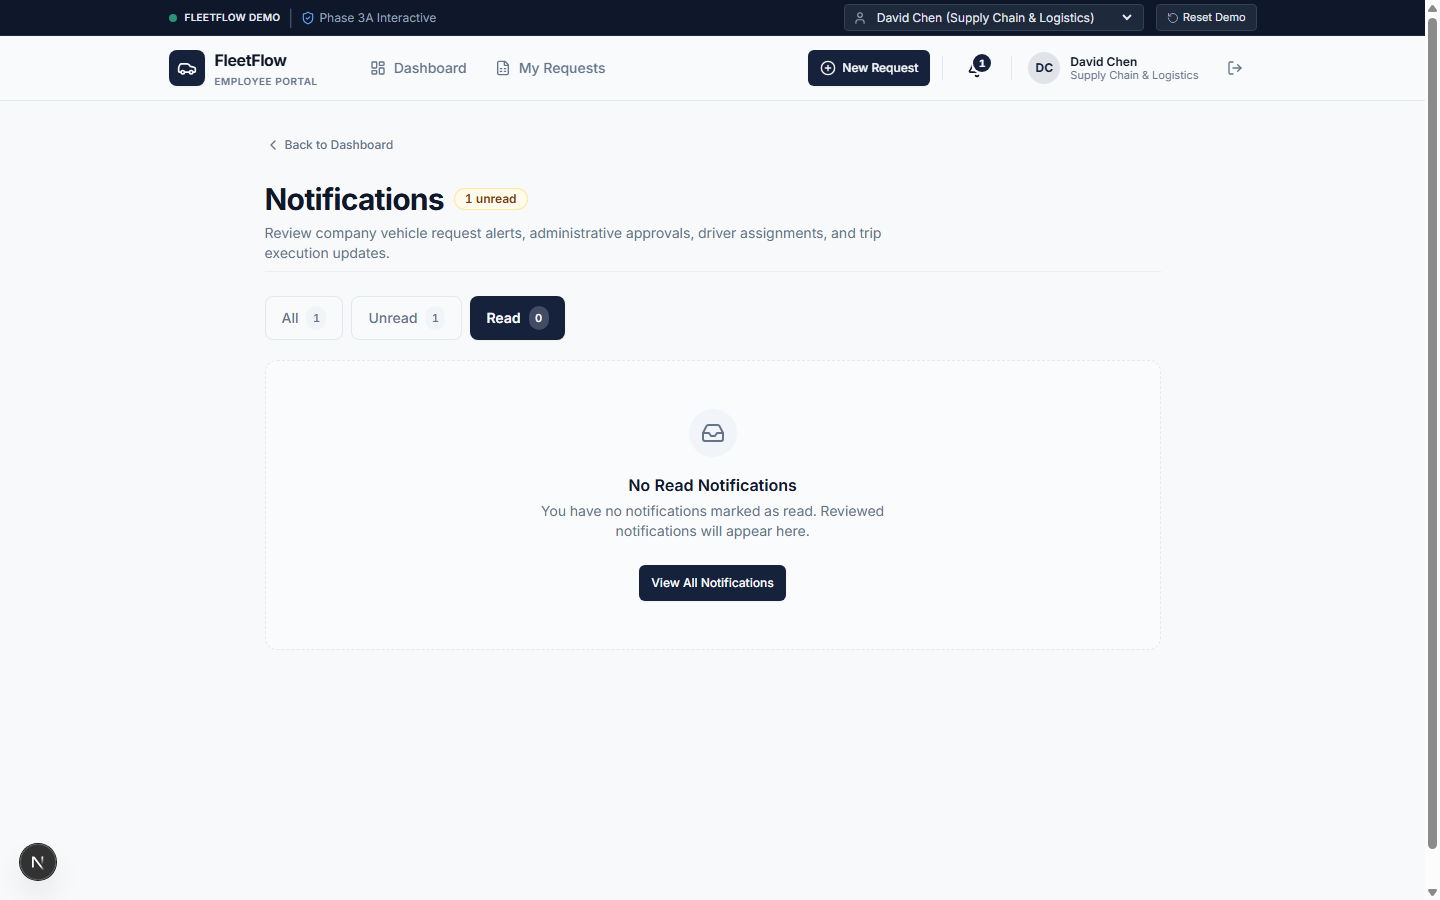 FLEETFLOW DEMO
Phase 3A Interactive
David Chen (Supply Chain & Logistics)
Reset Demo
FleetFlow
EMPLOYEE PORTAL
Dashboard
My Requests
New Request
1
DC
David Chen
Supply Chain & Logistics
Back to Dashboard
Notifications
1 unread
Review company vehicle request alerts, administrative approvals, driver assignments, and trip
execution updates.
All 1
Unread 1
Read 0
No Read Notifications
You have no notifications marked as read. Reviewed
notifications will appear here.
View All Notifications
N